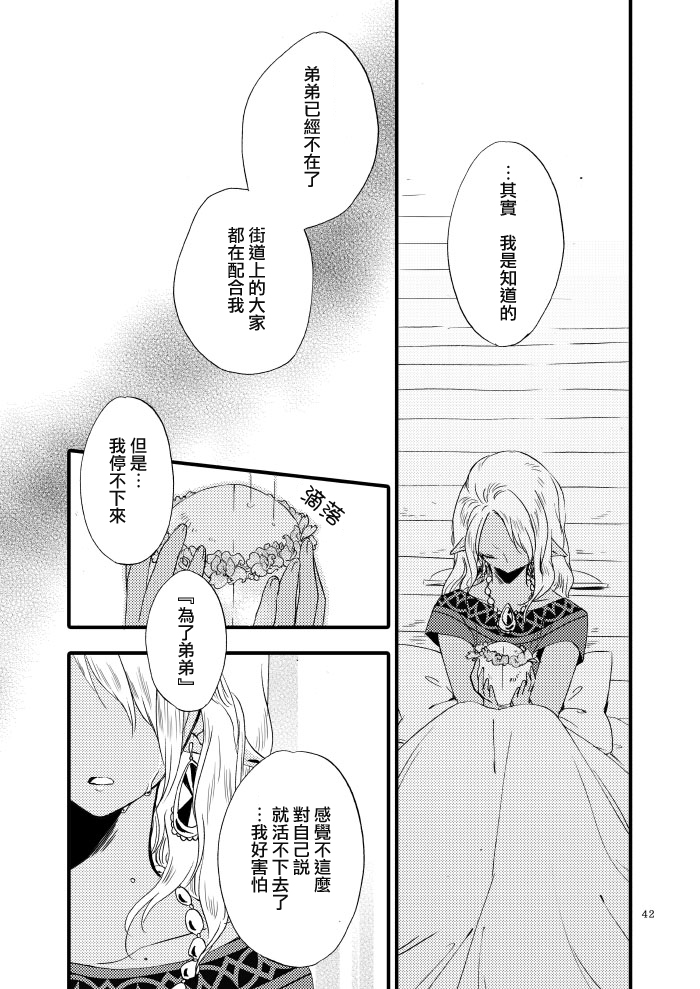 …其實　我是知道的
弟弟已經不在了
街道上的大家
都在配合我
滴落
但是…
我停不下來
『為了弟弟』
感覺不這麼
對自己説
就活不下去了
…我好害怕
42